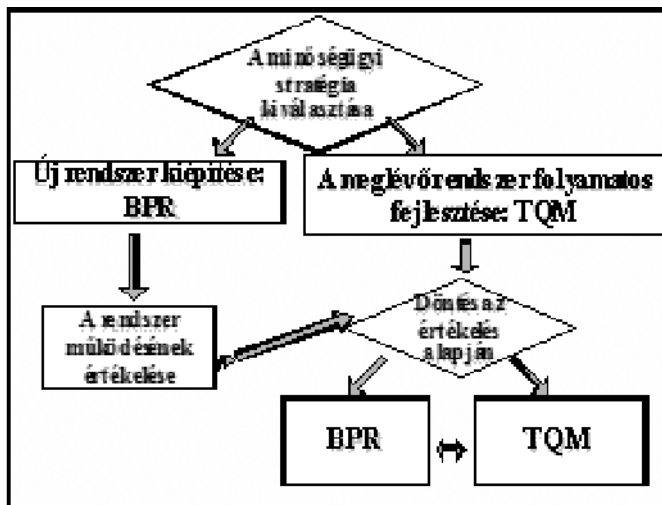 A minőségügyi
stratégia
kiválasztása
Új rendszer kiépítése:
BPR
A neglévő rendszer folyamatos
fejlesztése: TQM
A rendszer
működésének
értékelése
Döntés az
értékelés
alapján
BPR
TQM